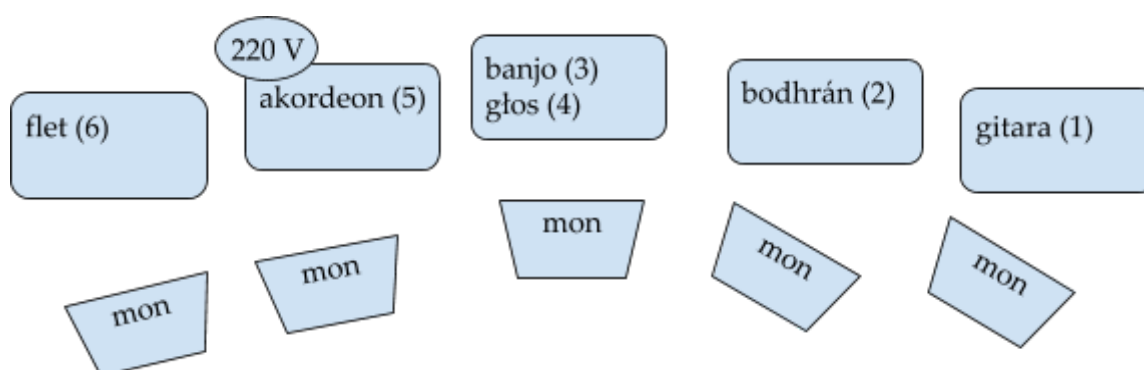 220 V
flet (6)
akordeon (5)
banjo (3)
głos (4)
bodhrán (2)
gitara (1)
mon
mon
mon
mon
mon